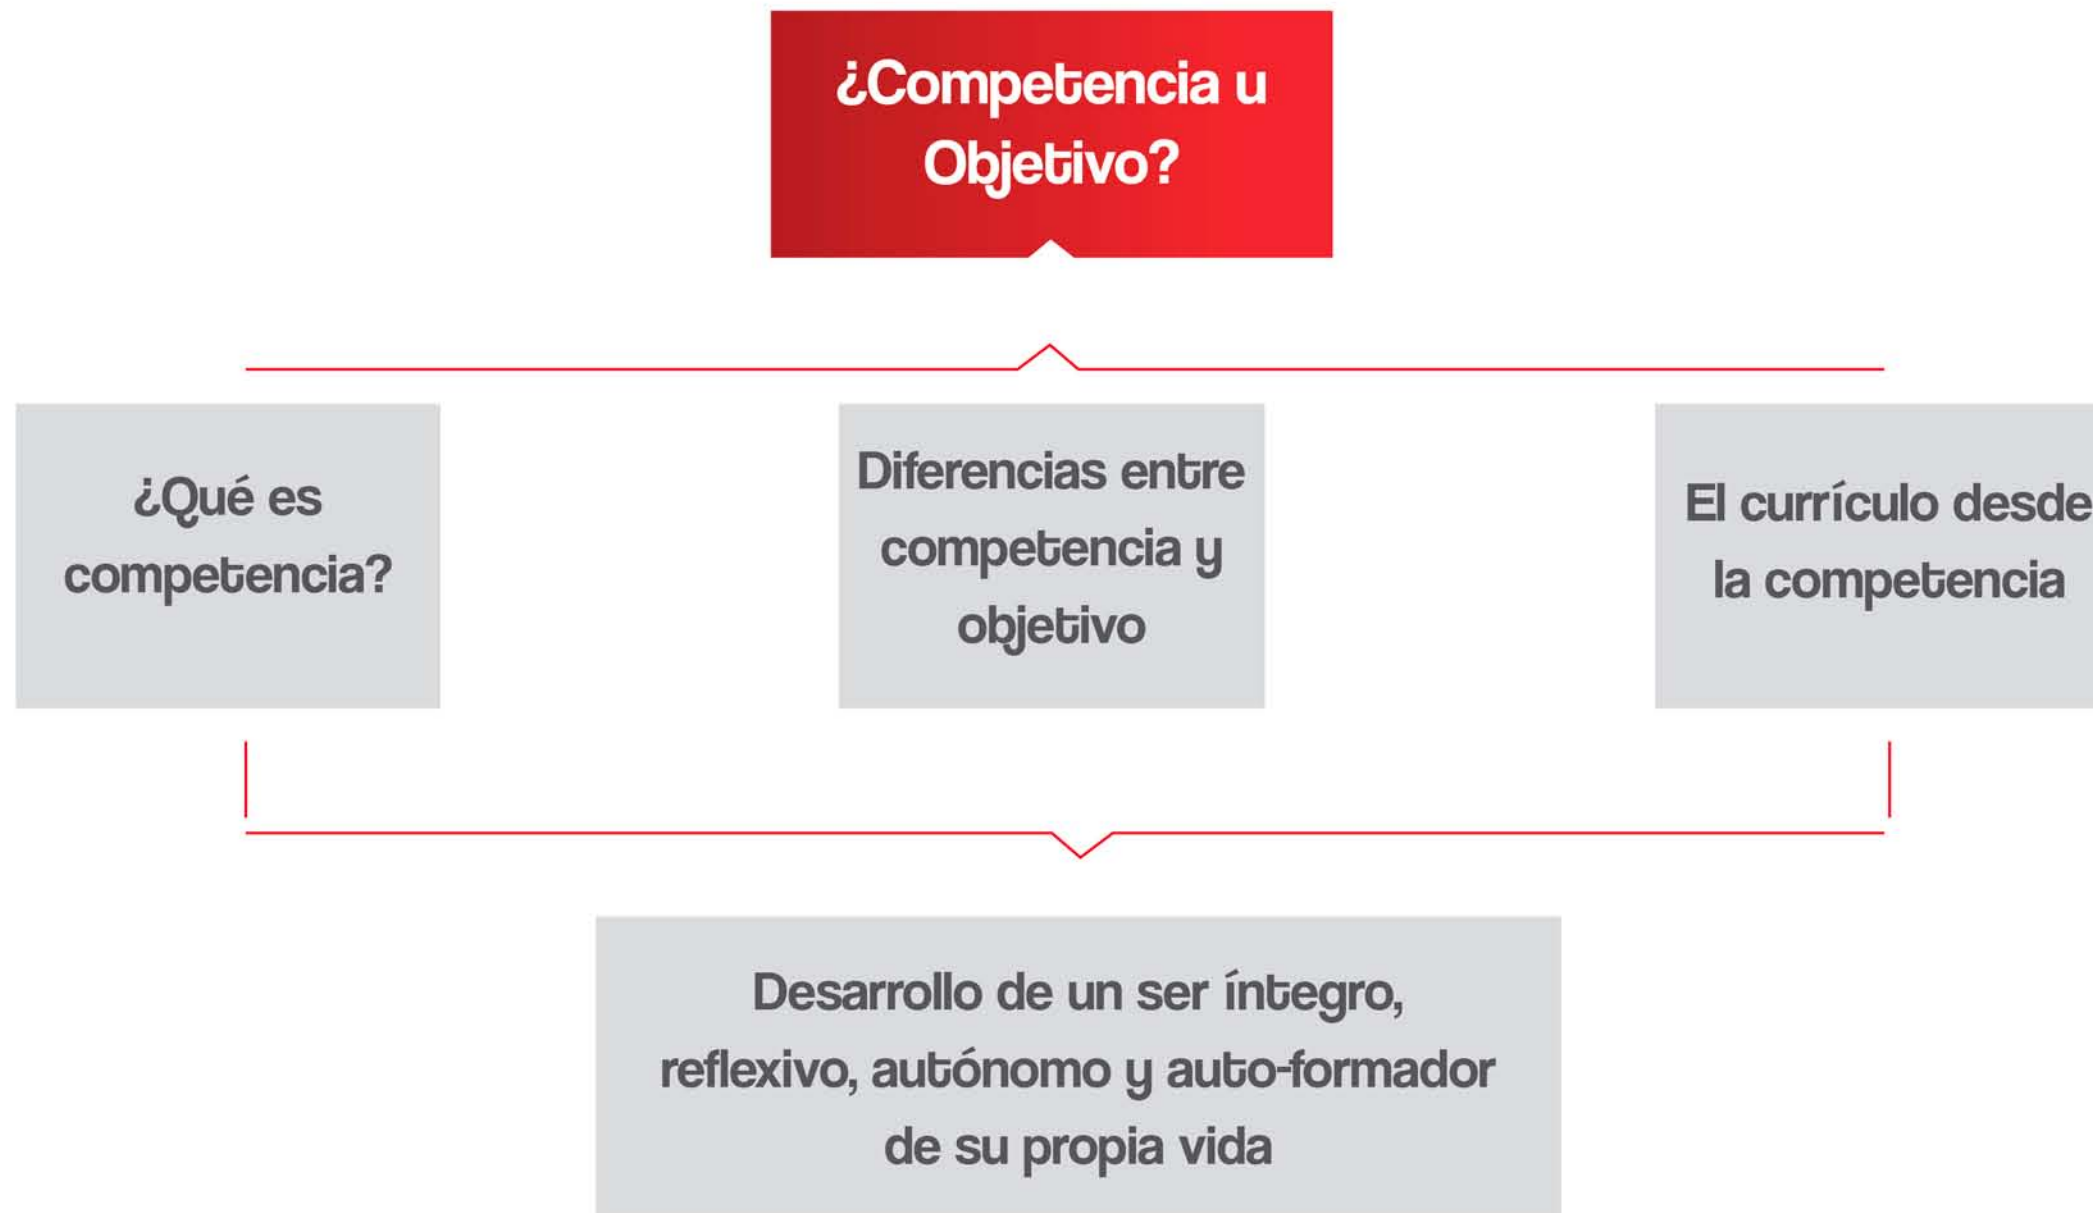 ¿Competencia u
Objetivo?
¿Qué es
competencia?
Diferencias entre
competencia y
objetivo
El currículo desde
la competencia
Desarrollo de un ser íntegro,
reflexivo, autónomo y auto-formador
de su propia vida